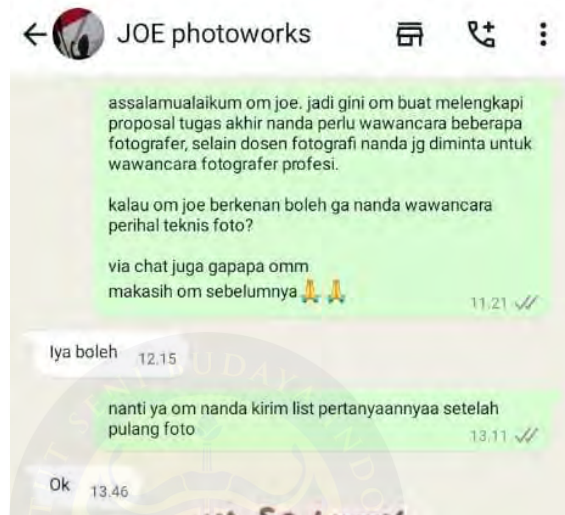 JOE photoworks
assalamualaikum om joe. jadi gini om buat melengkapi
proposal tugas akhir nanda perlu wawancara beberapa
fotografer, selain dosen fotografi nanda jg diminta untuk
wawancara fotografer profesi.
kalau om joe berkenan boleh ga nanda wawancara
perihal teknis foto?
via chat juga gapapa omm
makasih om sebelumnya 🙏 🙏
11.21
Iya boleh 12.15
nanti ya om nanda kirim list pertanyaannyaa setelah
pulang foto
13.11
Ok 13.46